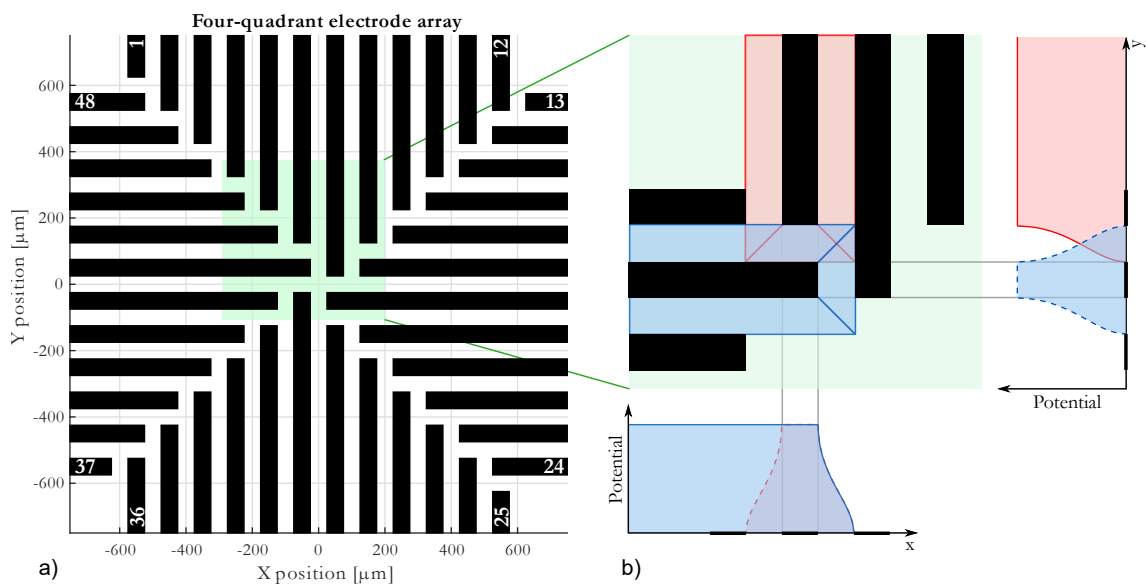 Four-quadrant electrode array
1
12
48
13
600
400
200
0
-200
-400
-600
Y position [µm]
37
24
36
25
-600
-400
-200
0
200
400
600
X position [µm]
a)
y
Potential
Potential
x
b)